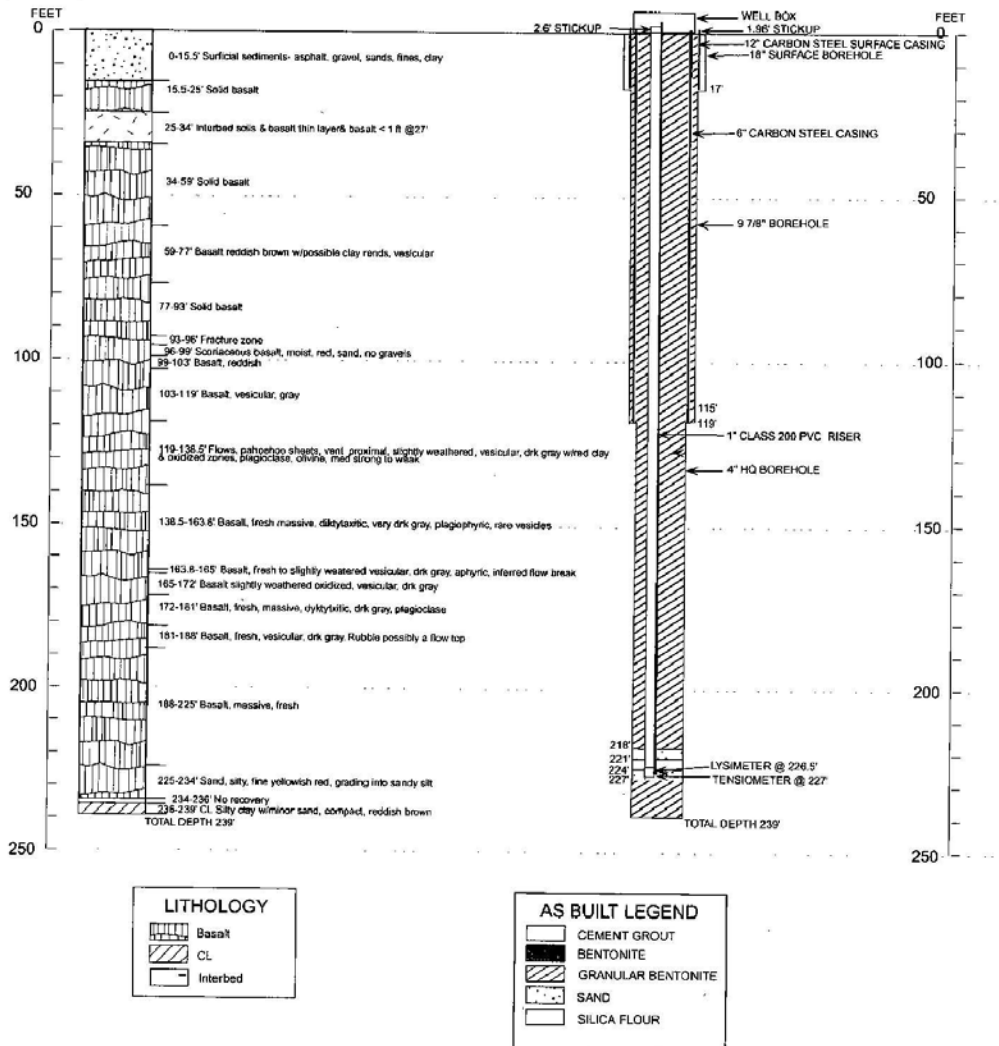 FEET
0
50
100
150
200
250
0-15.5' Surficial sediments- asphalt, gravel, sands, fines, clay
15.5-25' Solid basalt
25-34' Interbed soils & basalt thin layer& basalt < 1 ft @27'
34-59' Solid basalt
59-77' Basalt reddish brown w/possible clay rends, vesicular
77-93' Solid basalt
93-96' Fracture zone
96-99' Scoriaceous basalt, moist, red, sand, no gravels
99-103' Basalt, reddish
103-119' Basalt, vesicular, gray
119-138.5' Flows, pahoehoe sheets, vent proximal, slightly weathered, vesicular, drk gray w/red clay
& oxidized zones, plagioclase, olivine, med strong to weak
138.5-163.8' Basalt, fresh massive, diktytaxitic, very drk gray, plagiophyric, rare vesicles
163.8-165' Basalt, fresh to slightly weatered vesicular, drk gray, aphyric, inferred flow break
165-172' Basalt slightly weathered oxidized, vesicular, drk gray
172-181' Basalt, fresh, massive, dyktytxitic, drk gray, plagioclase
181-188' Basalt, fresh, vesicular, drk gray. Rubble possibly a flow top
188-225' Basalt, massive, fresh
225-234' Sand, silty, fine yellowish red, grading into sandy silt
234-236' No recovery
236-239' CL Silty clay w/minor sand, compact, reddish brown
TOTAL DEPTH 239'
2.6' STICKUP
WELL BOX
1.96' STICKUP
12" CARBON STEEL SURFACE CASING
18" SURFACE BOREHOLE
17'
6" CARBON STEEL CASING
9 7/8" BOREHOLE
115'
119'
1" CLASS 200 PVC RISER
4" HQ BOREHOLE
218'
221'
224'
227'
LYSIMETER @ 226.5'
TENSIOMETER @ 227'
TOTAL DEPTH 239'
FEET
0
50
100
150
200
250
LITHOLOGY
Basalt
CL
Interbed
AS BUILT LEGEND
CEMENT GROUT
BENTONITE
GRANULAR BENTONITE
SAND
SILICA FLOUR